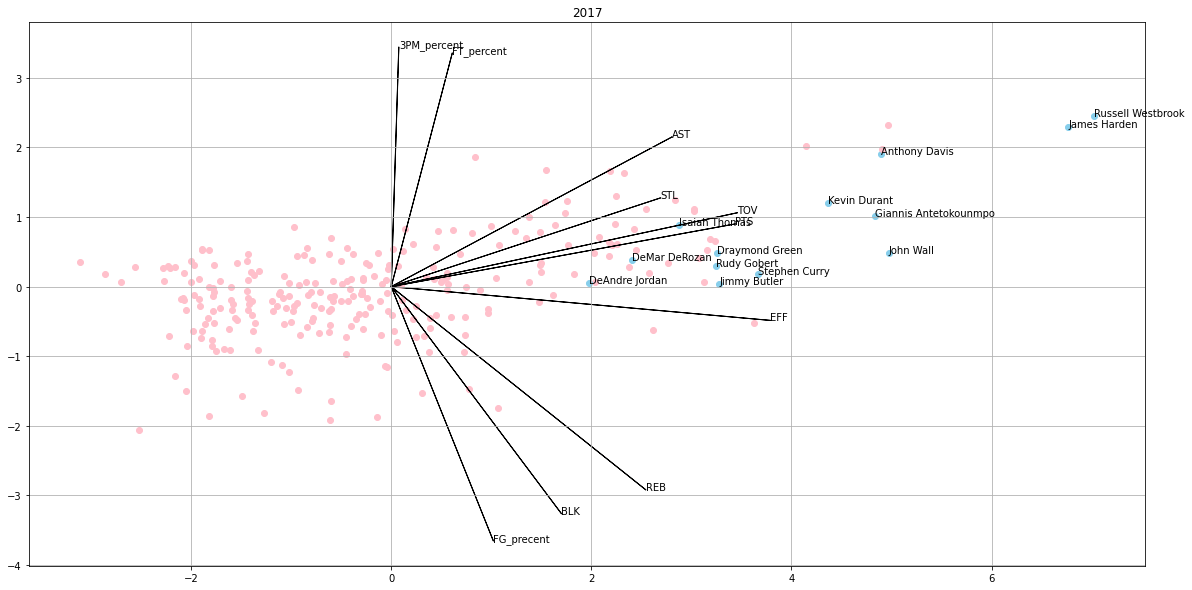 2017
3PM_percent
FT_percent
AST
STL
TOV
PTS
Russell Westbrook
James Harden
Anthony Davis
Kevin Durant
Giannis Antetokounmpo
Isaiah Thomas
John Wall
Draymond Green
DeMar DeRozan
Rudy Gobert
Stephen Curry
DeAndre Jordan
Jimmy Butler
EFF
REB
BLK
FG_precent
3
2
1
0
−1
−2
−3
−4
−2
0
2
4
6